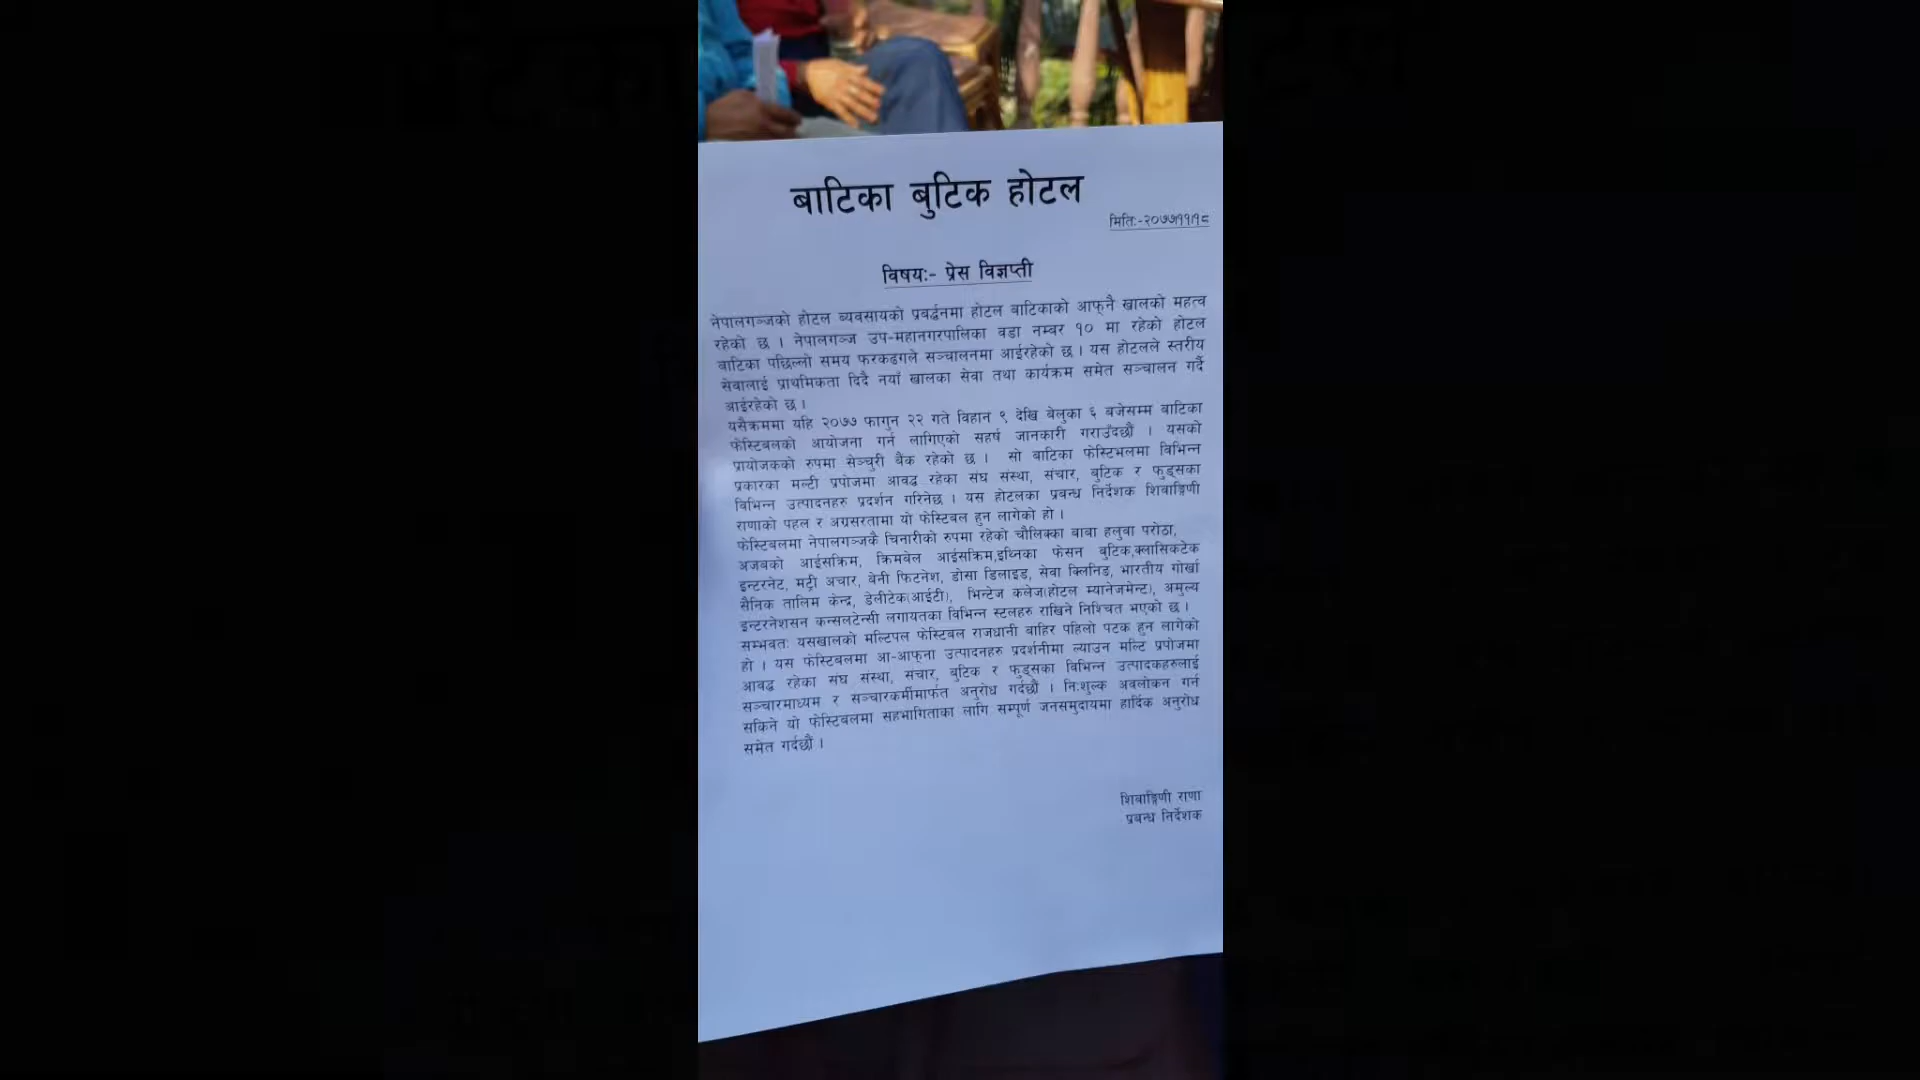 बाटिका बुटिक होटल
मितिः-२०७७।११।१८
विषयः- प्रेस विज्ञप्ती
नेपालगञ्जको होटल ब्यवसायको प्रबर्द्धनमा होटल बाटिकाको आफ्नै खालको महत्व
रहेको छ । नेपालगञ्ज उप-महानगरपालिका वडा नम्बर १० मा रहेको होटल
बाटिका पछिल्लो समय फरकढगले सञ्चालनमा आईरहेको छ । यस होटलले स्तरीय
सेवालाई प्राथमिकता दिदै नयाँ खालका सेवा तथा कार्यक्रम समेत सञ्चालन गर्दै
आईरहेको छ ।
यसैक्रममा यहि २०७७ फागुन २२ गते विहान ९ देखि बेलुका ६ बजेसम्म बाटिका
फेस्टिबलको आयोजना गर्न लागिएको सहर्ष जानकारी गराउँदछौं । यसको
प्रायोजकको रुपमा सेञ्चुरी बैंक रहेको छ । सो बाटिका फेस्टिभलमा बिभिन्न
प्रकारका मल्टी प्रपोजमा आवद्ध रहेका संघ संस्था, संचार, बुटिक र फुड्सका
बिभिन्न उत्पादनहरु प्रदर्शन गरिनेछ । यस होटलका प्रबन्ध निर्देशक शिबाङ्गिणी
राणाको पहल र अग्रसरतामा यो फेस्टिबल हुन लागेको हो ।
फेस्टिबलमा नेपालगञ्जकै चिनारीको रुपमा रहेको चौलिक्का बाबा हलुबा परोठा,
अजबको आईसक्रिम, क्रिमबेल आईसक्रिम,इथ्निका फेसन बुटिक,क्लासिकटेक
इन्टरनेट, मट्री अचार, बेनी फिटनेश, डोसा डिलाइड, सेवा क्लिनिङ, भारतीय गोर्खा
सैनिक तालिम केन्द्र, डेलीटेक(आईटी), भिन्टेज कलेज(होटल म्यानेजमेन्ट), अमुल्य
इन्टरनेशसन कन्सलटेन्सी लगायतका बिभिन्न स्टलहरु राखिने निश्चित भएको छ ।
सम्भवतः यसखालको मल्टिपल फेस्टिबल राजधानी बाहिर पहिलो पटक हुन लागेको
हो । यस फेस्टिबलमा आ-आफ्ना उत्पादनहरु प्रदर्शनीमा ल्याउन मल्टि प्रपोजमा
आवद्ध रहेका संघ संस्था, संचार, बुटिक र फुड्सका बिभिन्न उत्पादकहरुलाई
सञ्चारमाध्यम र सञ्चारकर्मीमार्फत अनुरोध गर्दछौं । निःशुल्क अवलोकन गर्न
सकिने यो फेस्टिबलमा सहभागिताका लागि सम्पूर्ण जनसमुदायमा हार्दिक अनुरोध
समेत गर्दछौं ।
शिबाङ्गिणी राणा
प्रबन्ध निर्देशक